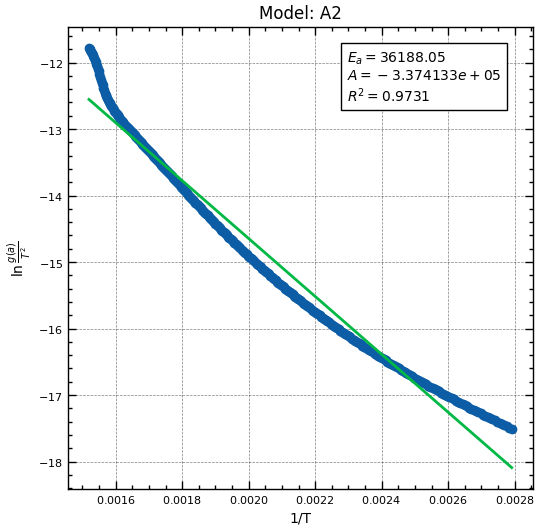 Model: A2
E_a = 36188.05
A = −3.374133e + 05
R² = 0.9731
−12
−13
−14
−15
−16
−17
−18
ln g(a)/T²
0.0016 0.0018 0.0020 0.0022 0.0024 0.0026 0.0028
1/T